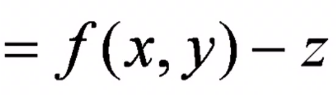 = f(x, y) − z